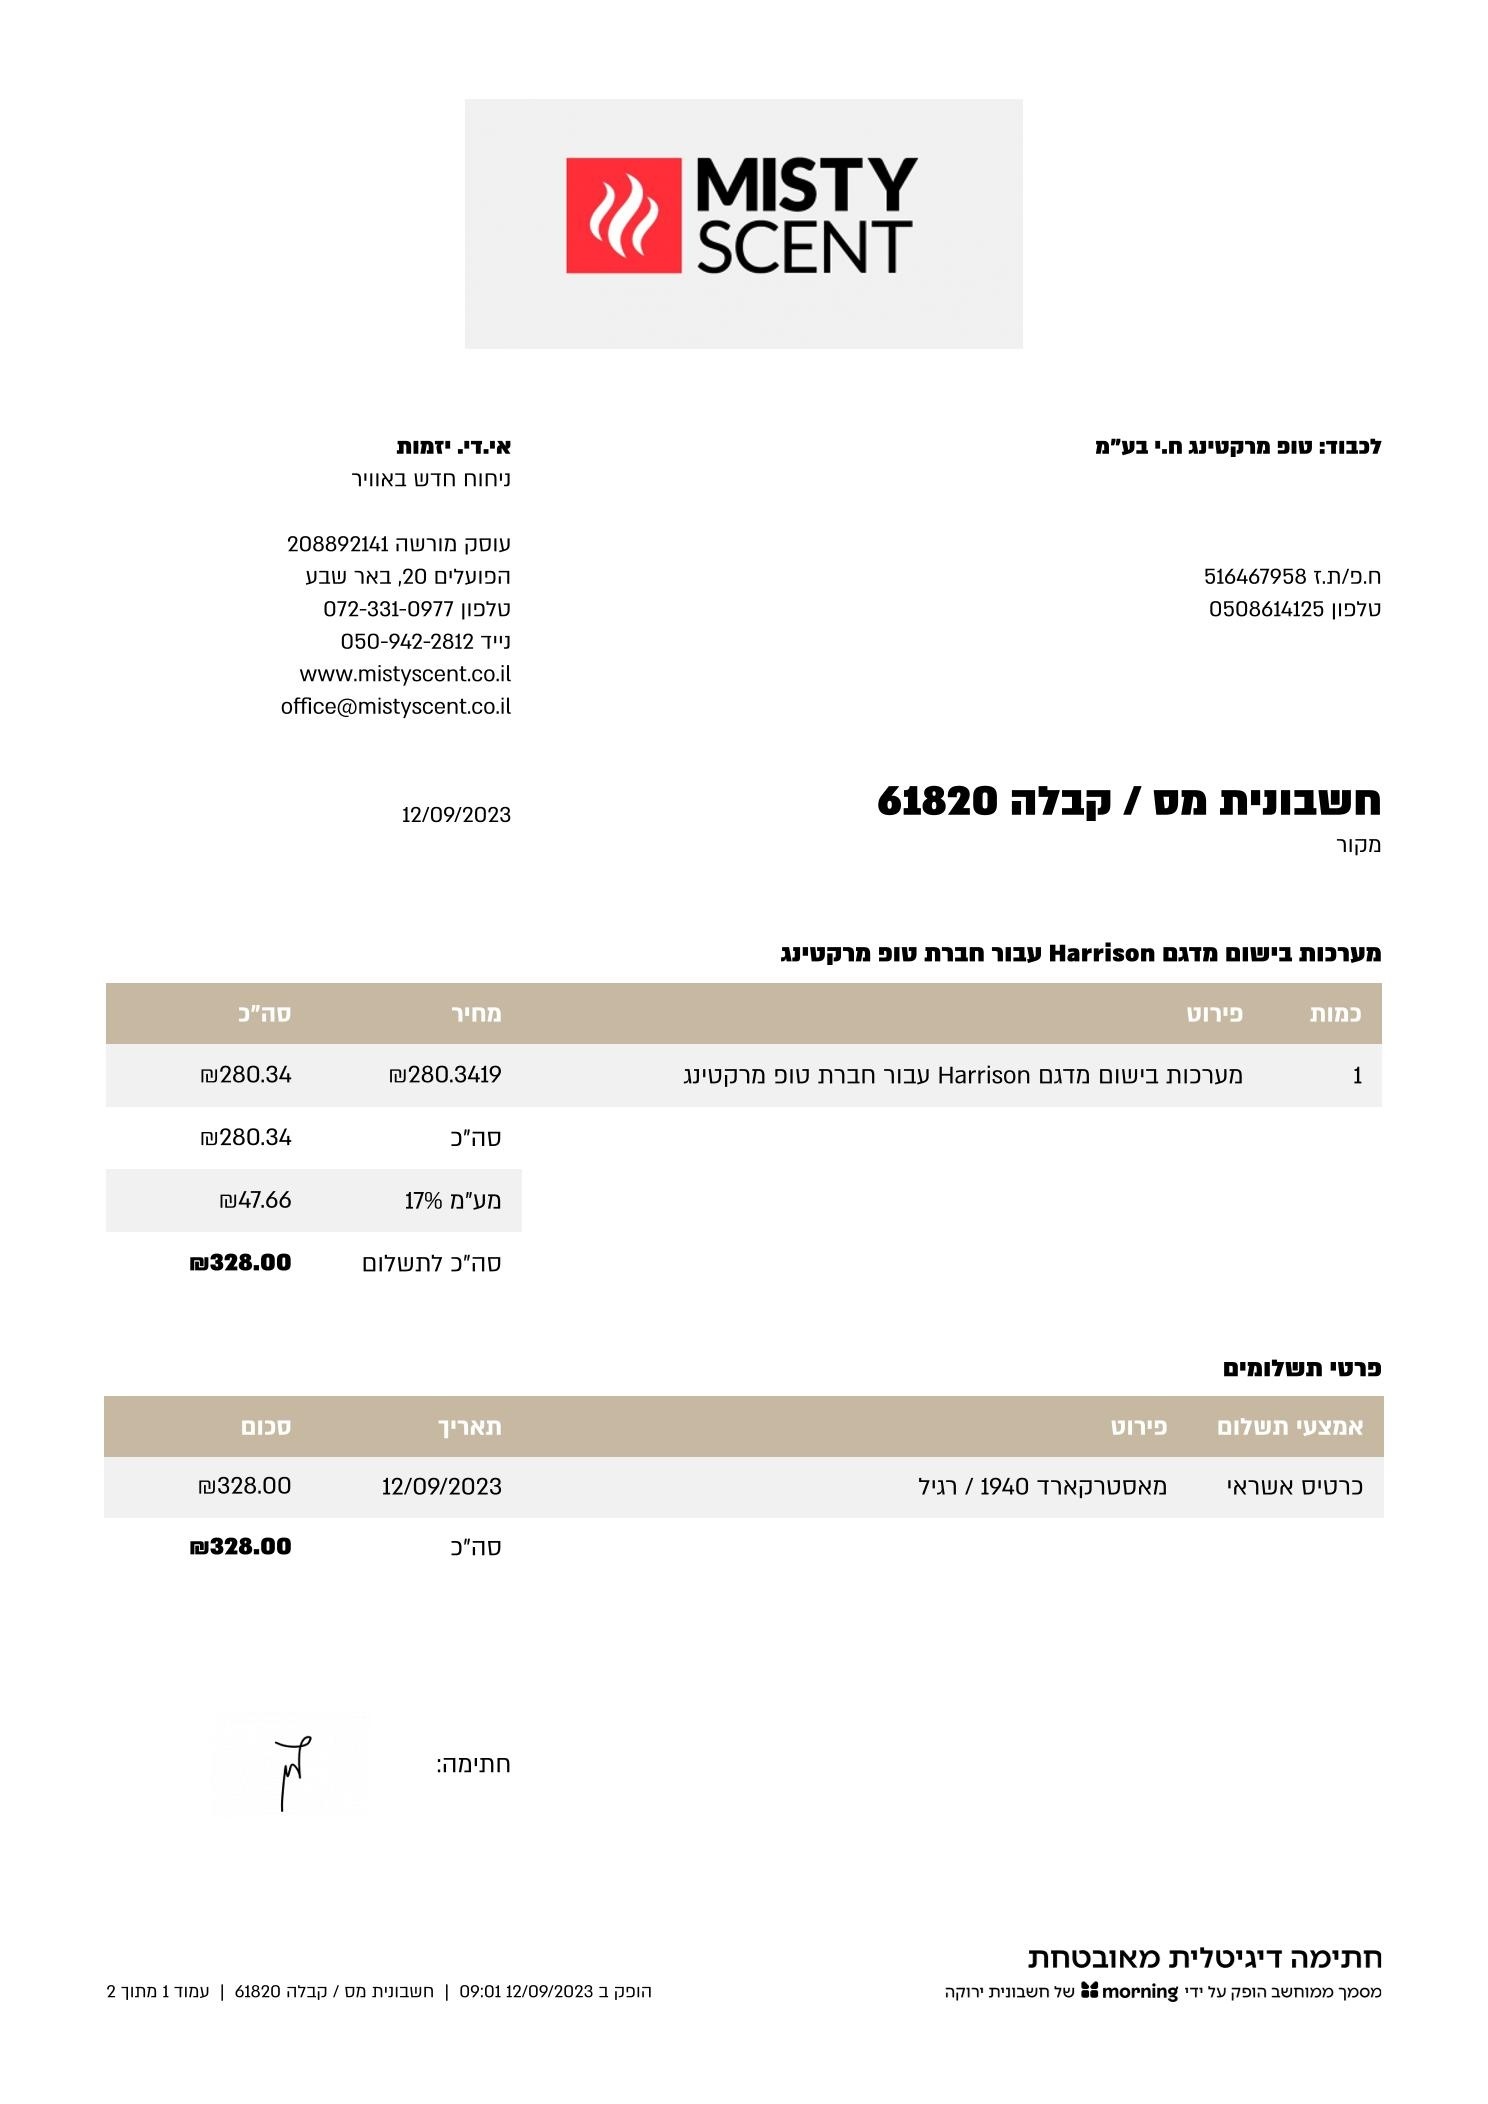 MISTY
SCENT
לכבוד: טופ מרקטינג ח.י בע"מ
ח.פ/ת.ז 516467958
טלפון 0508614125
אי.די. יזמות
ניחוח חדש באוויר
עוסק מורשה 208892141
הפועלים 20, באר שבע
טלפון 072-331-0977
נייד 050-942-2812
www.mistyscent.co.il
office@mistyscent.co.il
חשבונית מס / קבלה 61820
מקור
12/09/2023
מערכות בישום מדגם Harrison עבור חברת טופ מרקטינג
כמות פירוט מחיר סה"כ
1 מערכות בישום מדגם Harrison עבור חברת טופ מרקטינג ₪280.3419 ₪280.34
סה"כ ₪280.34
מע"מ 17% ₪47.66
סה"כ לתשלום ₪328.00
פרטי תשלומים
אמצעי תשלום פירוט תאריך סכום
כרטיס אשראי מאסטרקארד 1940 / רגיל 12/09/2023 ₪328.00
סה"כ ₪328.00
חתימה:
חתימה דיגיטלית מאובטחת
מסמך ממוחשב הופק על ידי morning של חשבונית ירוקה
הופק ב 12/09/2023 09:01 | חשבונית מס / קבלה 61820 | עמוד 1 מתוך 2